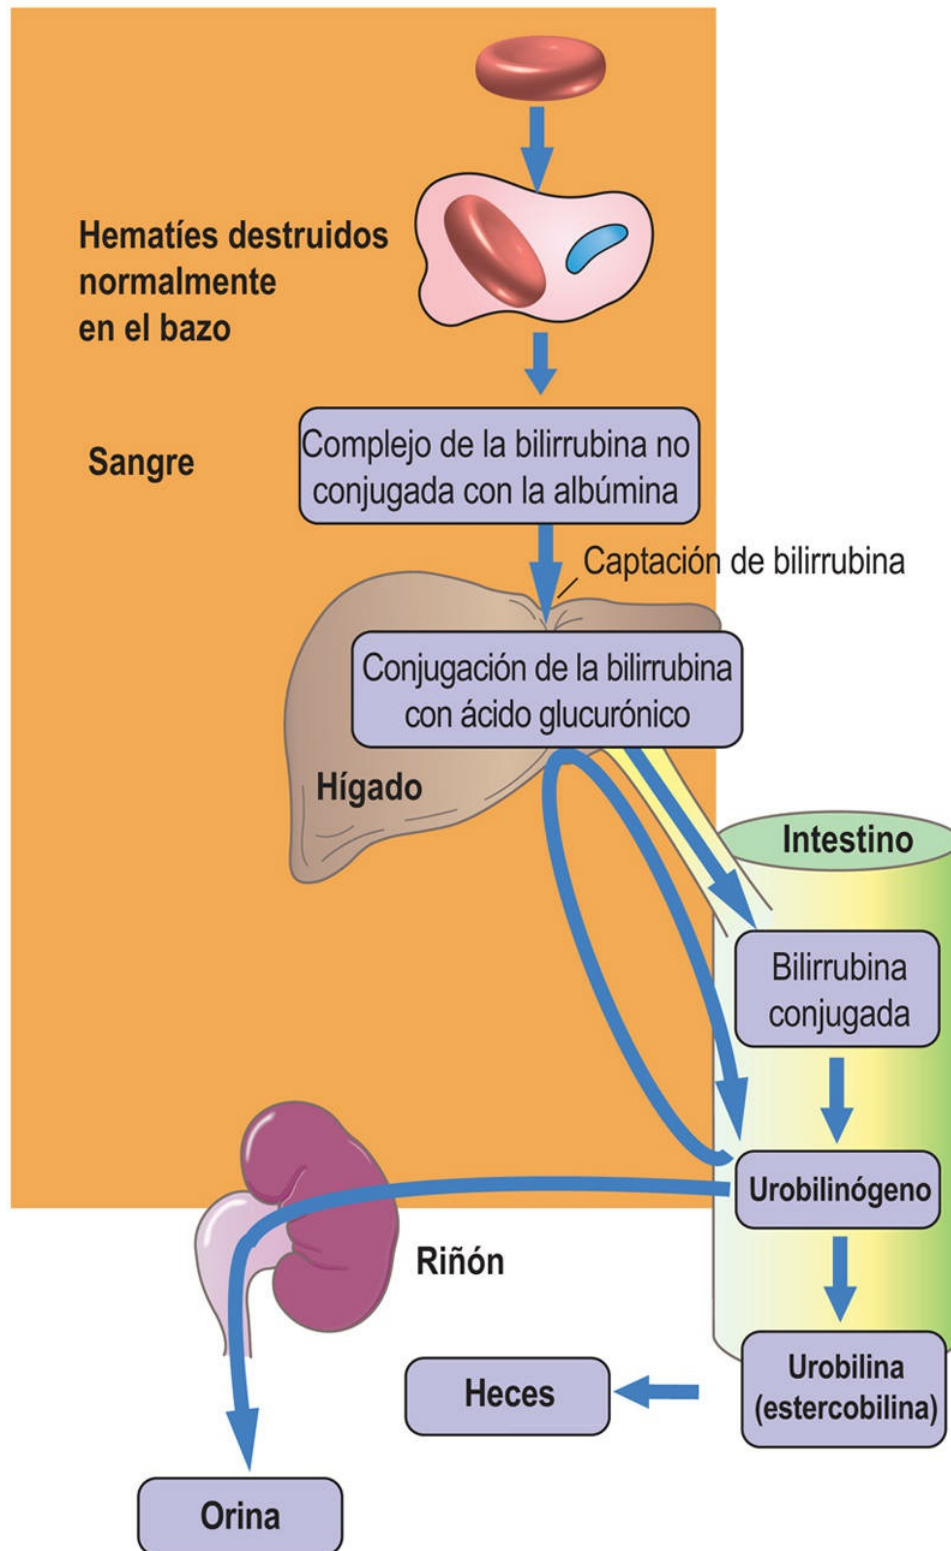 Hematíes destruidos
normalmente
en el bazo
Sangre
Complejo de la bilirrubina no
conjugada con la albúmina
Captación de bilirrubina
Conjugación de la bilirrubina
con ácido glucurónico
Hígado
Intestino
Bilirrubina
conjugada
Urobilinógeno
Riñón
Urobilina
(estercobilina)
Heces
Orina